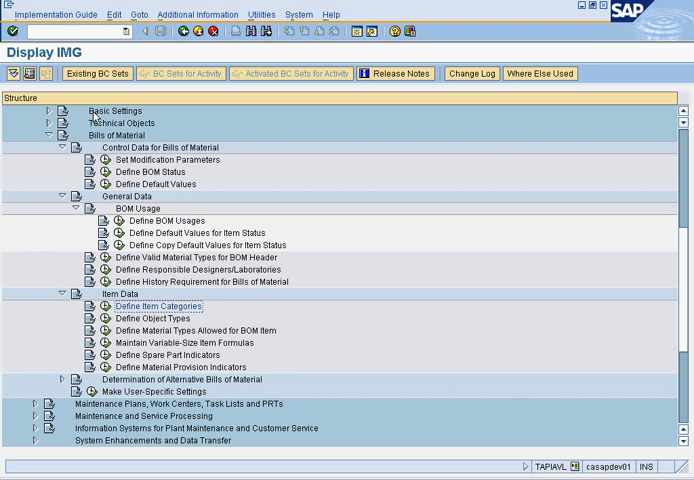 Implementation Guide Edit Goto Additional Information Utilities System Help
SAP
Display IMG
Existing BC Sets BC Sets for Activity Activated BC Sets for Activity Release Notes Change Log Where Else Used
Structure
Basic Settings
Technical Objects
Bills of Material
Control Data for Bills of Material
Set Modification Parameters
Define BOM Status
Define Default Values
General Data
BOM Usage
Define BOM Usages
Define Default Values for Item Status
Define Copy Default Values for Item Status
Define Valid Material Types for BOM Header
Define Responsible Designers/Laboratories
Define History Requirement for Bills of Material
Item Data
Define Item Categories
Define Object Types
Define Material Types Allowed for BOM Item
Maintain Variable-Size Item Formulas
Define Spare Part Indicators
Define Material Provision Indicators
Determination of Alternative Bills of Material
Make User-Specific Settings
Maintenance Plans, Work Centers, Task Lists and PRTs
Maintenance and Service Processing
Information Systems for Plant Maintenance and Customer Service
System Enhancements and Data Transfer
TAPIAVL casapdev01 INS